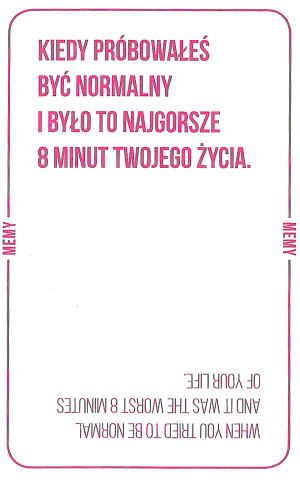 KIEDY PRÓBOWAŁEŚ
BYĆ NORMALNY
I BYŁO TO NAJGORSZE
8 MINUT TWOJEGO ŻYCIA.
MEMY
MEMY
WHEN YOU TRIED TO BE NORMAL
AND IT WAS THE WORST 8 MINUTES
OF YOUR LIFE.